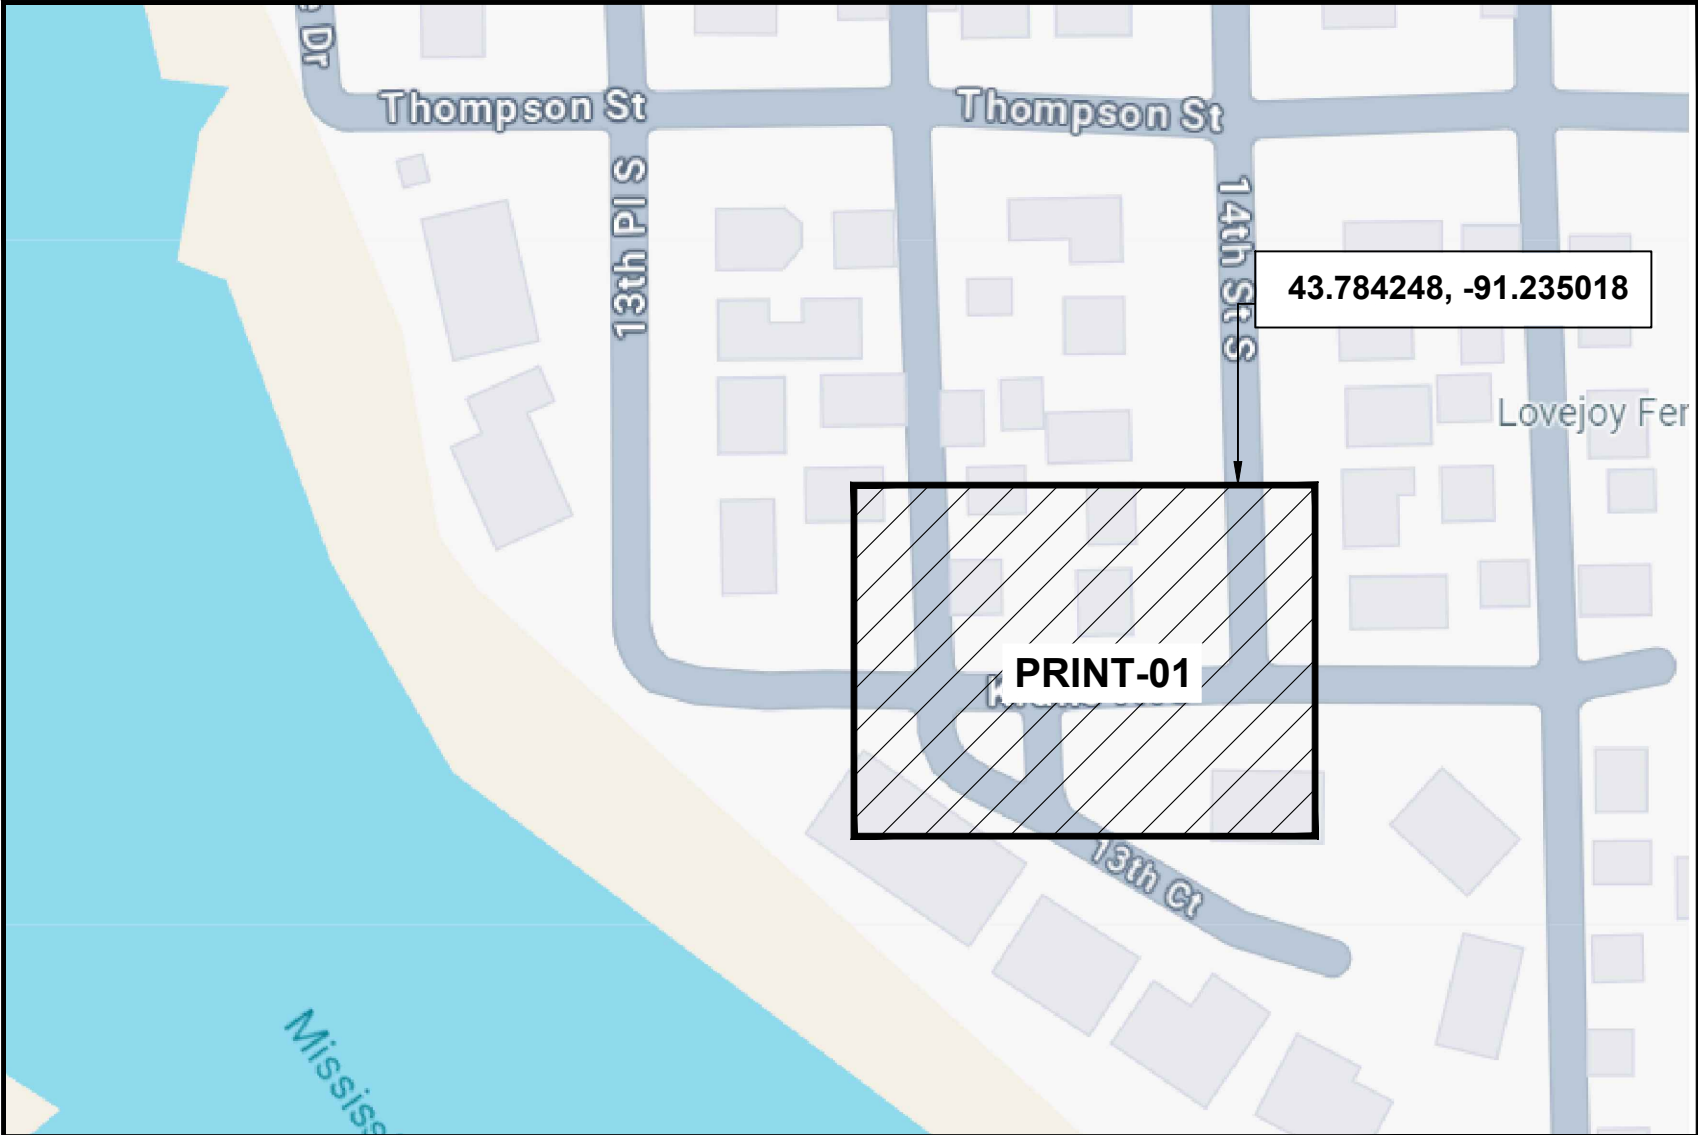 Dr
Thompson St
Thompson St
13th Pl S
14th St S
43.784248, -91.235018
Lovejoy Fer
PRINT-01
13th Ct
Mississ